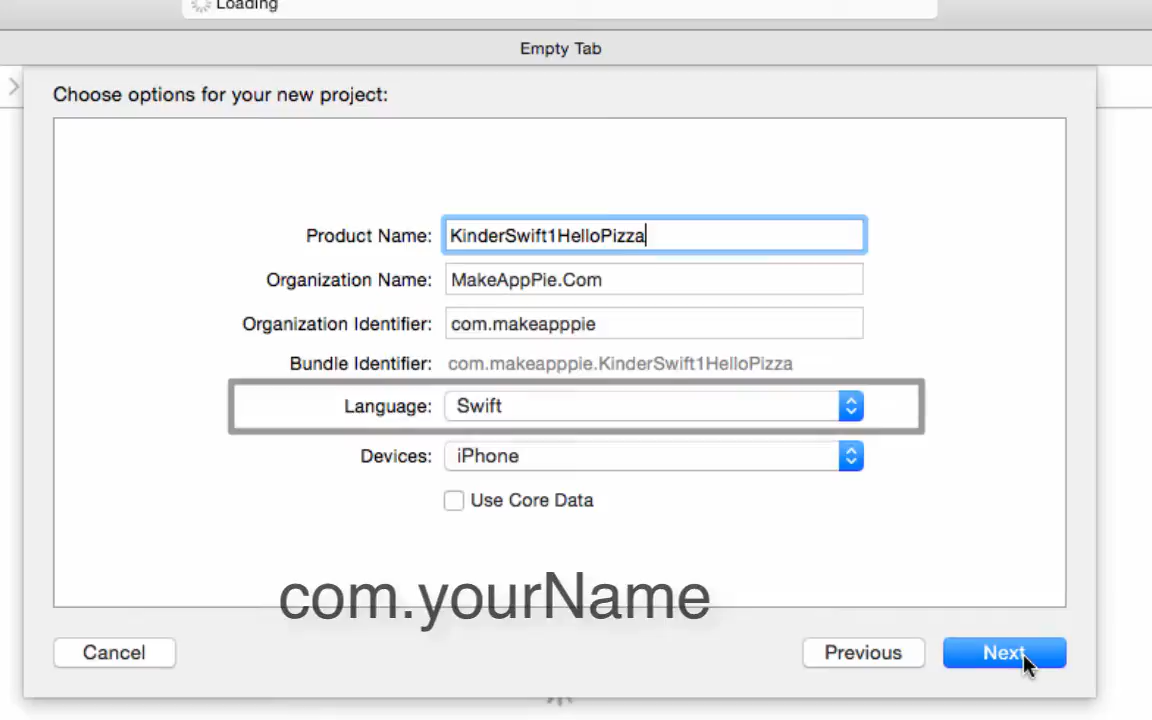 Loading
Empty Tab
Choose options for your new project:
Product Name: KinderSwift1HelloPizza
Organization Name: MakeAppPie.Com
Organization Identifier: com.makeapppie
Bundle Identifier: com.makeapppie.KinderSwift1HelloPizza
Language: Swift
Devices: iPhone
Use Core Data
com.yourName
Cancel Previous Next